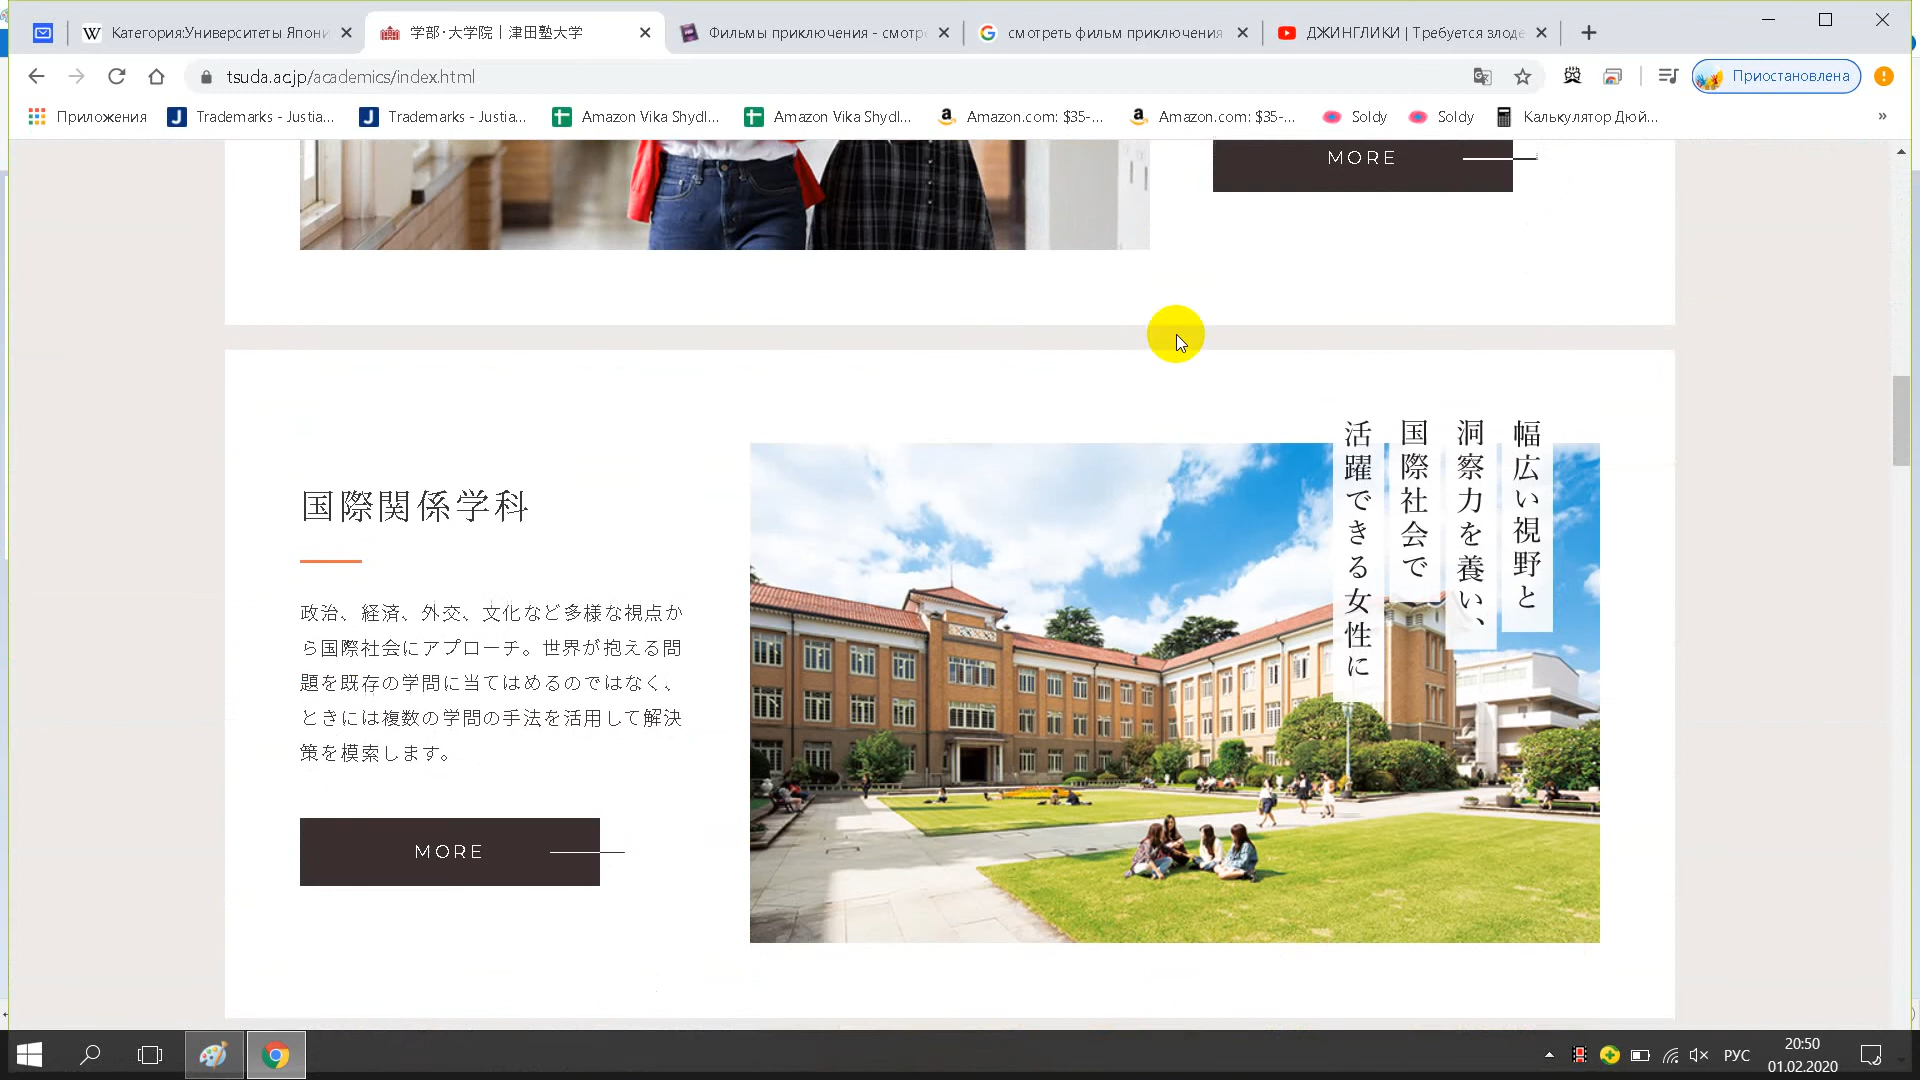 Категория:Университеты Япони
学部･大学院 | 津田塾大学
Фильмы приключения - смотр
смотреть фильм приключения
ДЖИНГЛИКИ | Требуется злоде
tsuda.ac.jp/academics/index.html
Приостановлена
Приложения
Trademarks - Justia...
Trademarks - Justia...
Amazon Vika Shydl...
Amazon Vika Shydl...
Amazon.com: $35-...
Amazon.com: $35-...
Soldy
Soldy
Калькулятор Дюй...
»
MORE
幅広い視野と
洞察力を養い、
国際社会で
活躍できる女性に
国際関係学科
政治、経済、外交、文化など多様な視点か
ら国際社会にアプローチ。世界が抱える問
題を既存の学問に当てはめるのではなく、
ときには複数の学問の手法を活用して解決
策を模索します。
MORE
РУС
20:50
01.02.2020